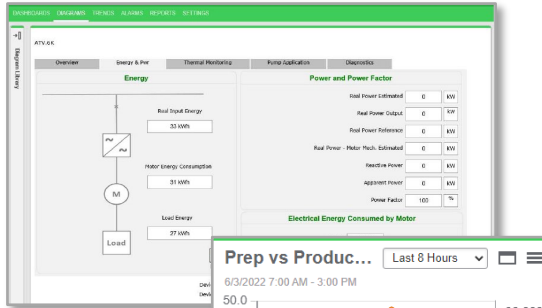 DASHBOARDS DIAGRAMS TRENDS ALARMS REPORTS SETTINGS
Diagram Library
ATV-6K
Overview Energy & Pwr Thermal Monitoring Pump Application Diagnostics
Energy
Real Input Energy
33 kWh
Motor Energy Consumption
31 kWh
M
Load Energy
27 kWh
Load
Power and Power Factor
Real Power Estimated 0 kW
Real Power Output 0 kW
Real Power Reference 0 kW
Real Power - Motor Mech. Estimated 0 kW
Reactive Power 0 kW
Apparent Power 0 kW
Power Factor 100 %
Electrical Energy Consumed by Motor
Prep vs Produc... Last 8 Hours
6/3/2022 7:00 AM - 3:00 PM
50.0